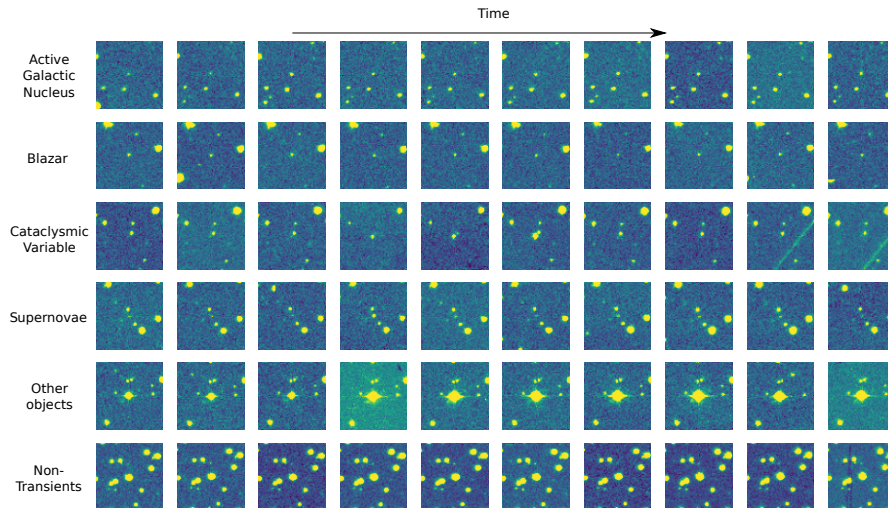 Time
Active
Galactic
Nucleus
Blazar
Cataclysmic
Variable
Supernovae
Other
objects
Non-
Transients